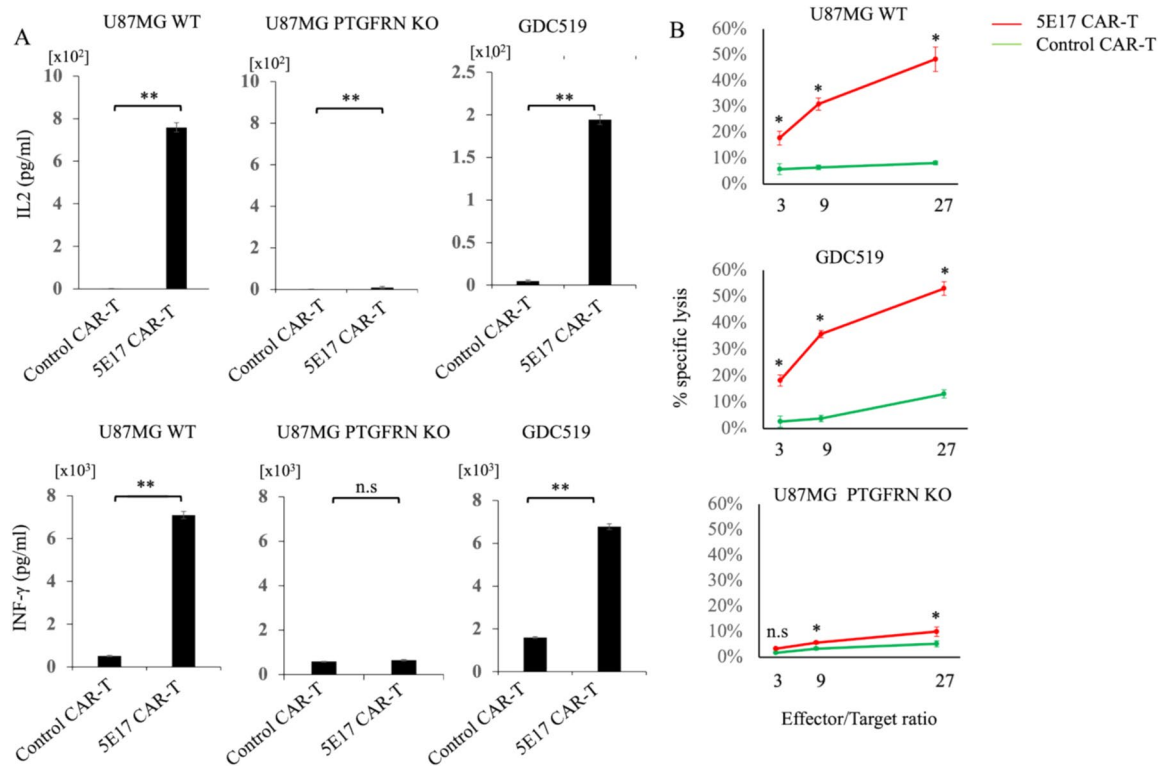 A
U87MG WT
[x10²]
IL2 (pg/ml)
10
8
6
4
2
0
**
Control CAR-T
5E17 CAR-T
U87MG PTGFRN KO
[x10²]
10
8
6
4
2
0
**
Control CAR-T
5E17 CAR-T
GDC519
[x10²]
2.5
2
1.5
1
0.5
0
**
Control CAR-T
5E17 CAR-T
U87MG WT
[x10³]
INF-γ (pg/ml)
8
6
4
2
0
**
Control CAR-T
5E17 CAR-T
U87MG PTGFRN KO
[x10³]
8
6
4
2
0
n.s
Control CAR-T
5E17 CAR-T
GDC519
[x10³]
8
6
4
2
0
**
Control CAR-T
5E17 CAR-T
B
U87MG WT
5E17 CAR-T
Control CAR-T
60%
50%
40%
30%
20%
10%
0%
* * *
3 9 27
% specific lysis
GDC519
60%
50%
40%
30%
20%
10%
0%
* * *
3 9 27
U87MG PTGFRN KO
60%
50%
40%
30%
20%
10%
0%
n.s * *
3 9 27
Effector/Target ratio